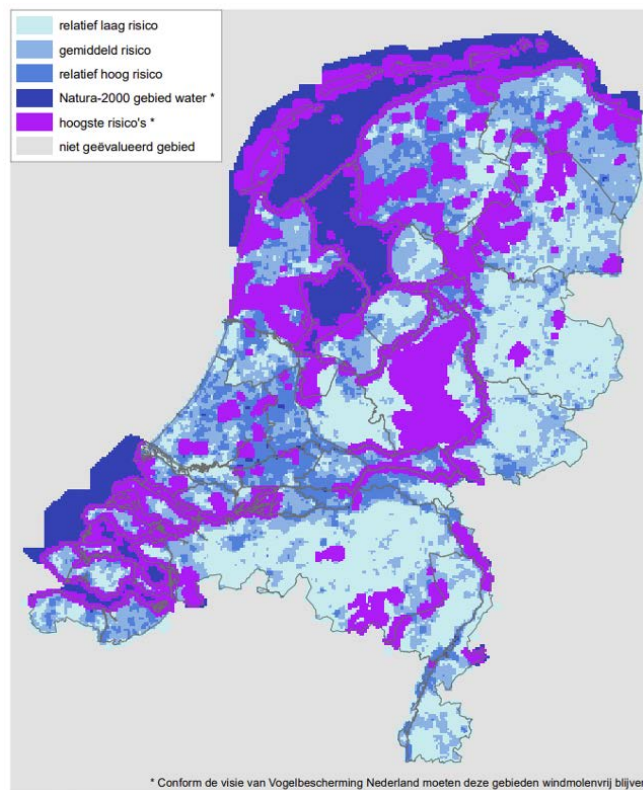 relatief laag risico
gemiddeld risico
relatief hoog risico
Natura-2000 gebied water *
hoogste risico's *
niet geëvalueerd gebied
* Conform de visie van Vogelbescherming Nederland moeten deze gebieden windmolenvrij blijven